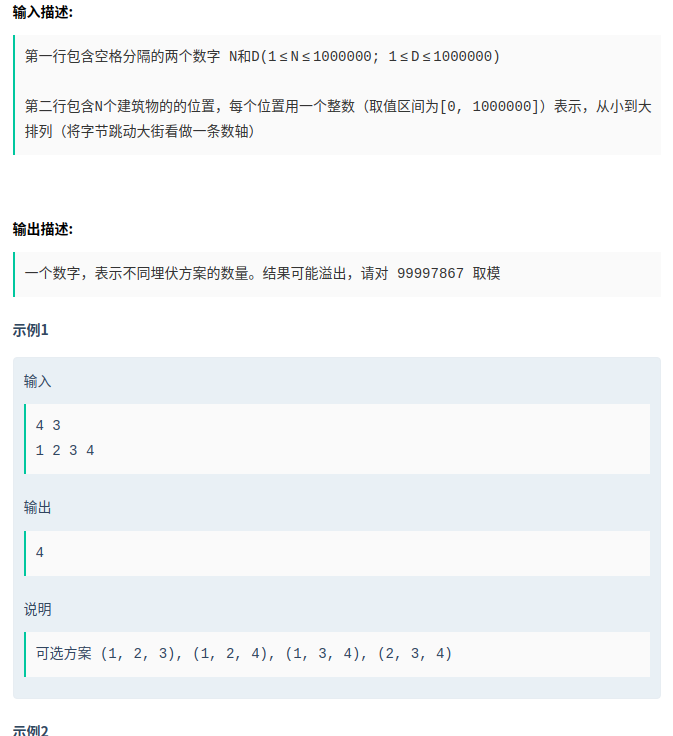 输入描述:
第一行包含空格分隔的两个数字 N和D(1≤N≤1000000; 1≤D≤1000000)
第二行包含N个建筑物的的位置，每个位置用一个整数（取值区间为[0, 1000000]）表示，从小到大
排列（将字节跳动大街看做一条数轴）
输出描述:
一个数字，表示不同埋伏方案的数量。结果可能溢出，请对 99997867 取模
示例1
输入
4 3
1 2 3 4
输出
4
说明
可选方案 (1, 2, 3), (1, 2, 4), (1, 3, 4), (2, 3, 4)
示例2